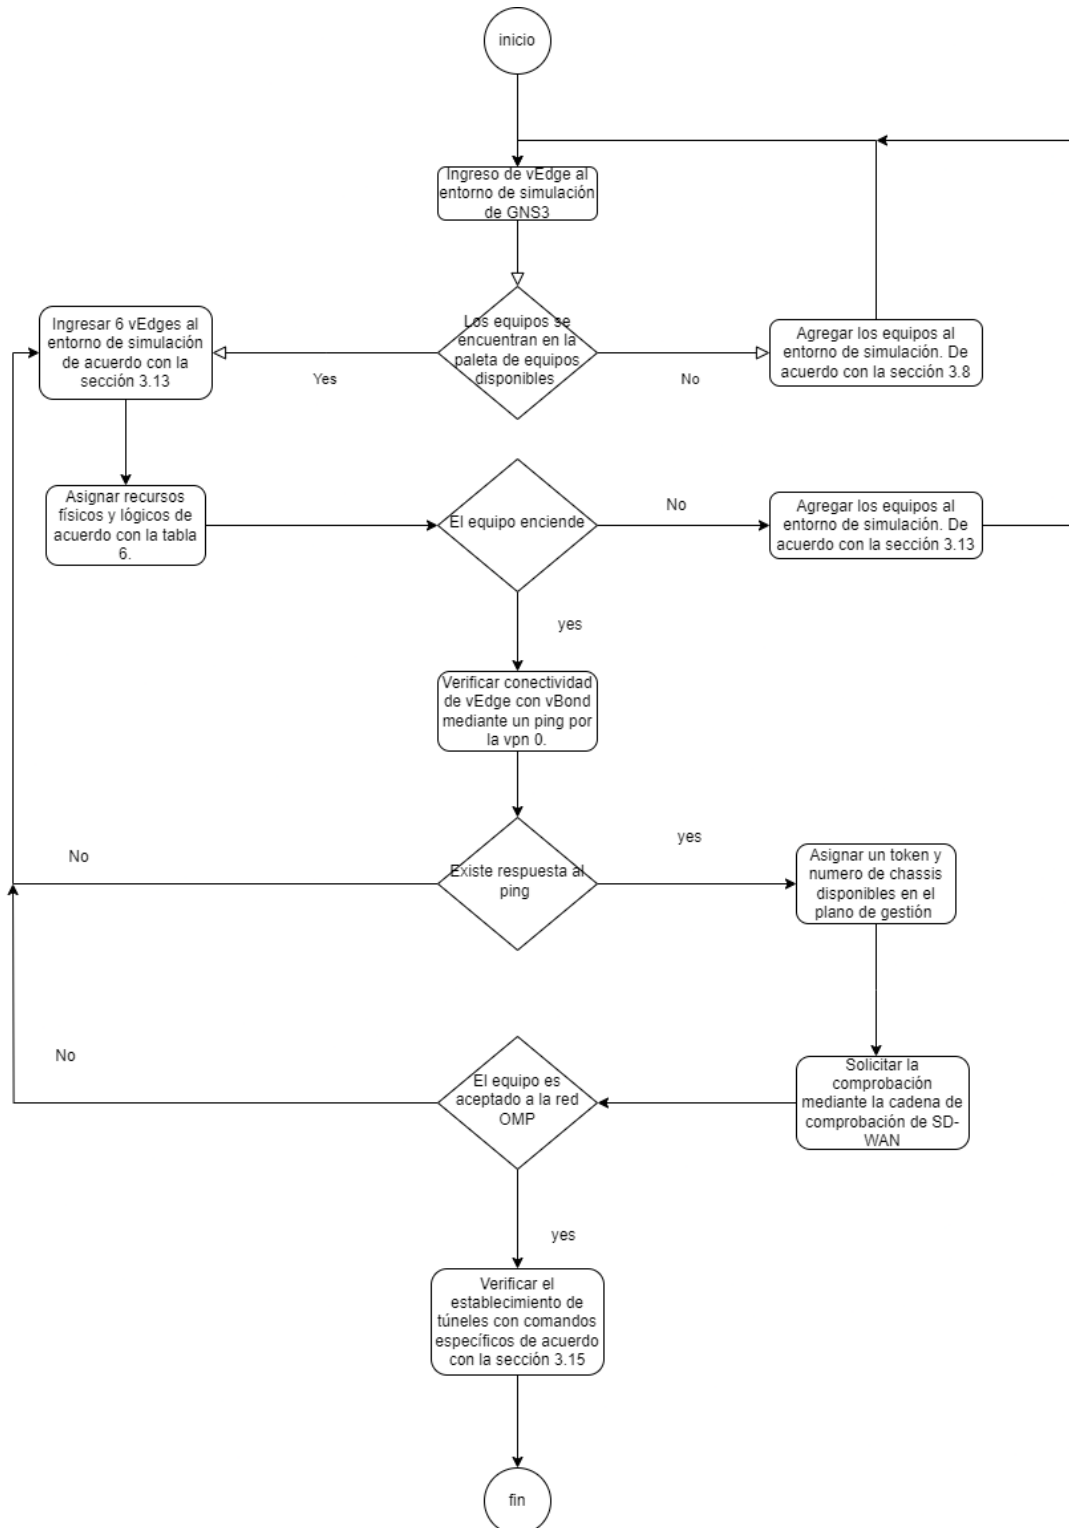 inicio
Ingreso de vEdge al
entorno de simulación
de GNS3
Los equipos se
encuentran en la
paleta de equipos
disponibles
Yes
No
Ingresar 6 vEdges al
entorno de simulación
de acuerdo con la
sección 3.13
Agregar los equipos al
entorno de simulación. De
acuerdo con la sección 3.8
Asignar recursos
físicos y lógicos de
acuerdo con la tabla
6.
El equipo enciende
No
Agregar los equipos al
entorno de simulación. De
acuerdo con la sección 3.13
yes
Verificar conectividad
de vEdge con vBond
mediante un ping por
la vpn 0.
Existe respuesta al
ping
No
yes
Asignar un token y
numero de chassis
disponibles en el
plano de gestión
Solicitar la
comprobación
mediante la cadena de
comprobación de SD-
WAN
El equipo es
aceptado a la red
OMP
No
yes
Verificar el
establecimiento de
túneles con comandos
específicos de acuerdo
con la sección 3.15
fin